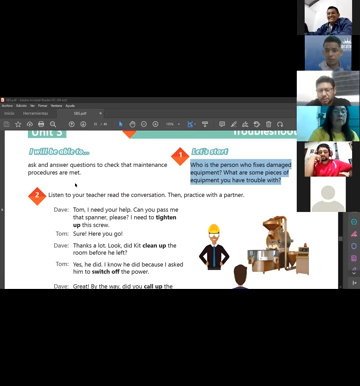 Inicio
Herramientas
Unit 3
Troubleshoot
I will be able to...
ask and answer questions to check that maintenance
procedures are met.
1
Let's start
Who is the person who fixes damaged
equipment? What are some pieces of
equipment you have trouble with?
2 Listen to your teacher read the conversation. Then, practice with a partner.
Dave: Tom, I need your help. Can you pass me
that spanner, please? I need to tighten
up this screw.
Tom: Sure! Here you go!
Dave: Thanks a lot. Look, did Kit clean up the
room before he left?
Tom: Yes, he did. I know he did because I asked
him to switch off the power.
Dave: Great! By the way, did you call up the